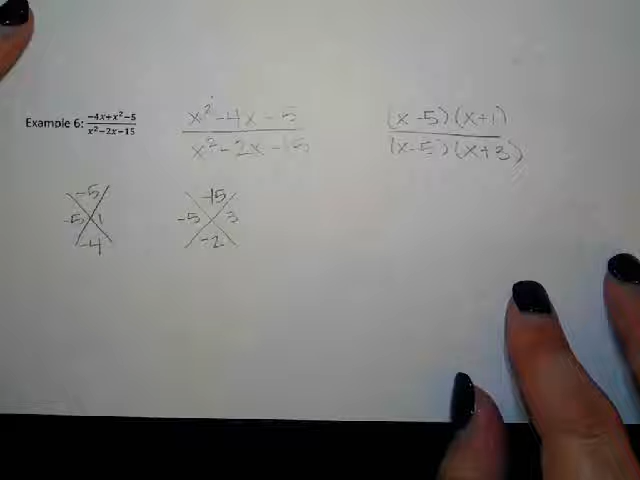 Example 6: -4x+x²-5 / x²-2x-15
x²-4x-5 / x²-2x-15
(x-5)(x+1) / (x-5)(x+3)
-5
-5 1
-4
-15
-5 3
-2